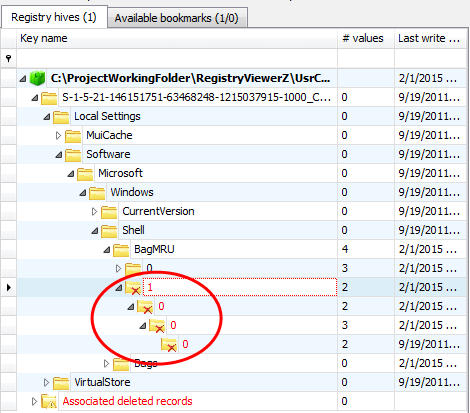 Registry hives (1) Available bookmarks (1/0)
Key name # values Last write ...
C:\ProjectWorkingFolder\RegistryViewerZ\UsrC... 2/1/2015 ...
S-1-5-21-146151751-63468248-1215037915-1000_C... 0 9/19/2011...
Local Settings 0 9/19/2011...
MuiCache 0 9/19/2011...
Software 0 9/19/2011...
Microsoft 0 9/19/2011...
Windows 0 9/19/2011...
CurrentVersion 0 9/19/2011...
Shell 0 9/19/2011...
BagMRU 4 2/1/2015 ...
0 3 2/1/2015 ...
1 2 2/1/2015 ...
0 2 2/1/2015 ...
0 3 2/1/2015 ...
0 2 9/19/2011...
Bags 0 2/1/2015 ...
VirtualStore 0 9/19/2011...
Associated deleted records 0